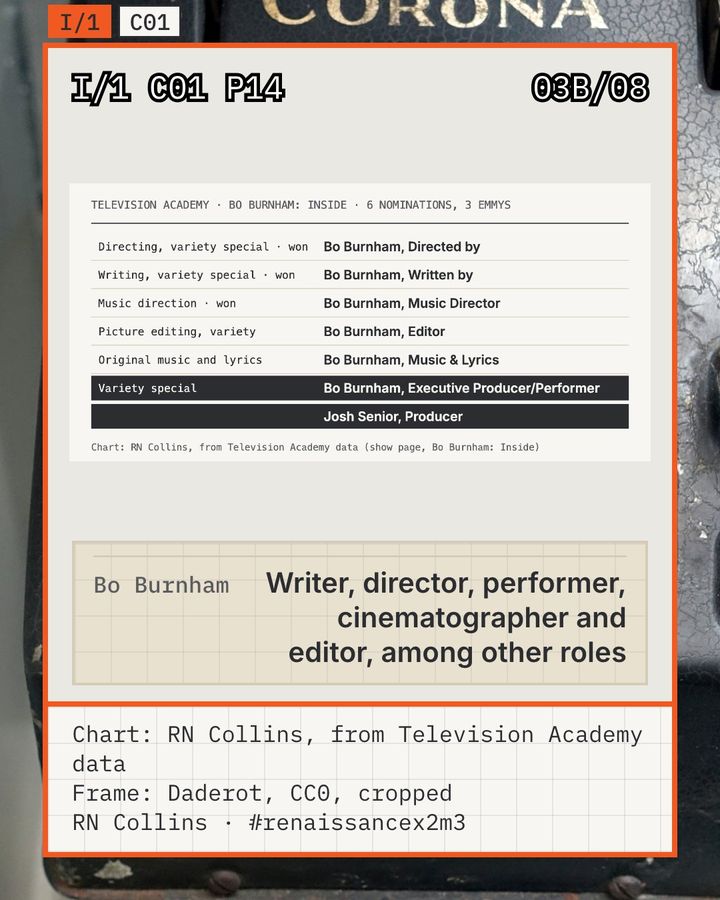 CORONA
I/1 C01
I/1 C01 P14 03B/08
TELEVISION ACADEMY · BO BURNHAM: INSIDE · 6 NOMINATIONS, 3 EMMYS
Directing, variety special · won Bo Burnham, Directed by
Writing, variety special · won Bo Burnham, Written by
Music direction · won Bo Burnham, Music Director
Picture editing, variety Bo Burnham, Editor
Original music and lyrics Bo Burnham, Music & Lyrics
Variety special Bo Burnham, Executive Producer/Performer
Josh Senior, Producer
Chart: RN Collins, from Television Academy data (show page, Bo Burnham: Inside)
Bo Burnham Writer, director, performer,
cinematographer and
editor, among other roles
Chart: RN Collins, from Television Academy
data
Frame: Daderot, CC0, cropped
RN Collins · #renaissancex2m3